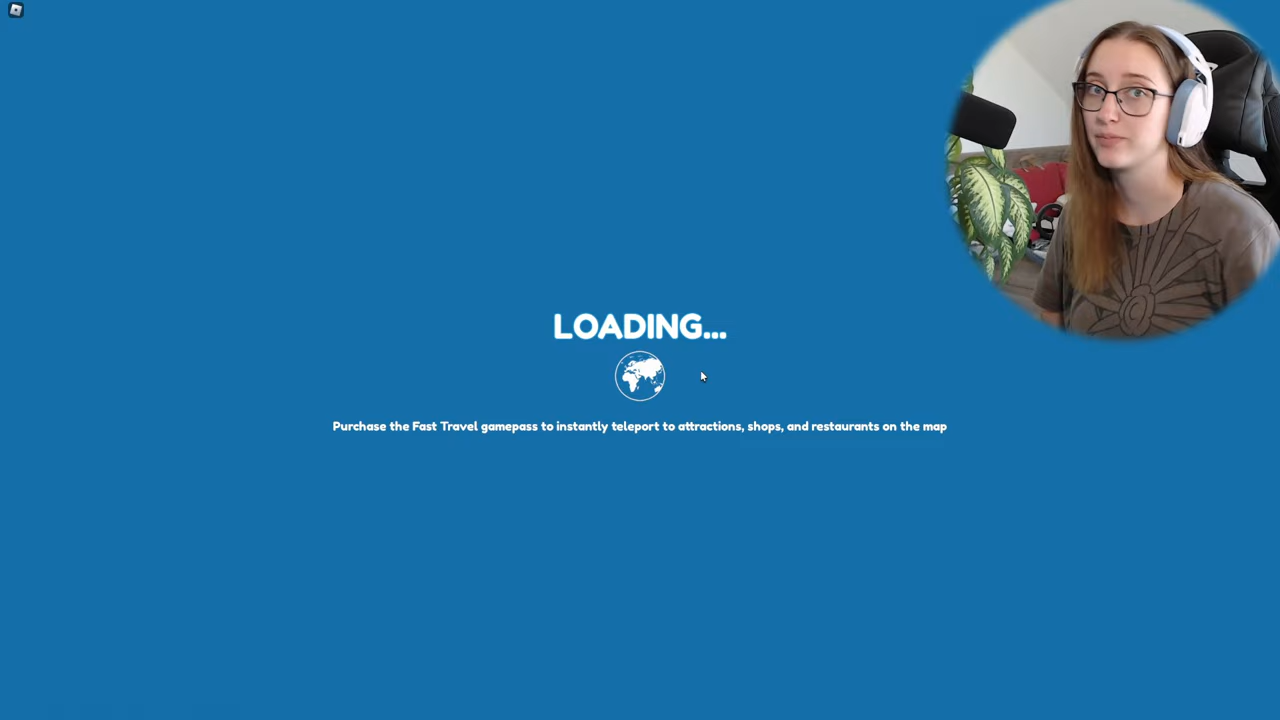 LOADING...
Purchase the Fast Travel gamepass to instantly teleport to attractions, shops, and restaurants on the map